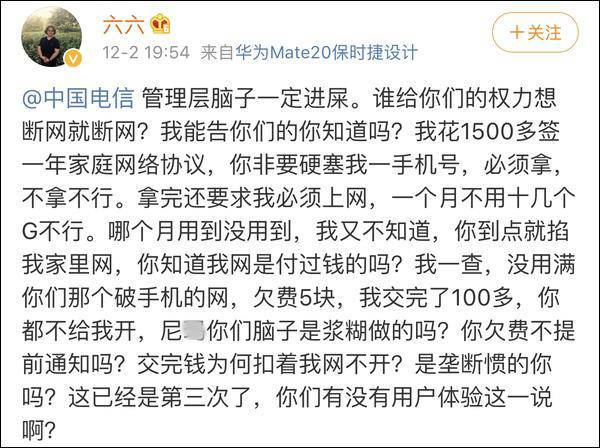 六六
12-2 19:54 来自华为Mate20保时捷设计
+关注
@中国电信 管理层脑子一定进屎。谁给你们的权力想
断网就断网？我能告你们的你知道吗？我花1500多签
一年家庭网络协议，你非要硬塞我一手机号，必须拿，
不拿不行。拿完还要求我必须上网，一个月不用十几个
G不行。哪个月用到没用到，我又不知道，你到点就掐
我家里网，你知道我网是付过钱的吗？我一查，没用满
你们那个破手机的网，欠费5块，我交完了100多，你
都不给我开，尼 你们脑子是浆糊做的吗？你欠费不提
前通知吗？交完钱为何扣着我网不开？是垄断惯的你
吗？这已经是第三次了，你们有没有用户体验这一说
啊？